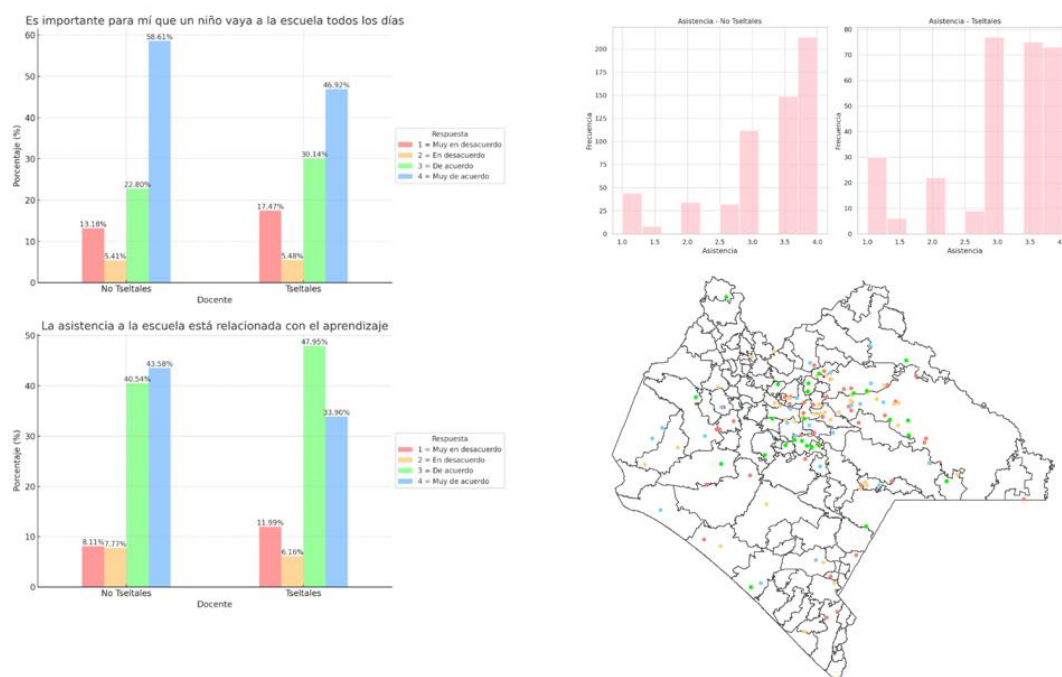 Es importante para mí que un niño vaya a la escuela todos los días
60
50
40
30
20
10
0
Porcentaje (%)
13.18%
5.41%
22.80%
58.61%
17.47%
5.48%
30.14%
46.92%
No Tseltales
Tseltales
Docente
Respuesta
1 = Muy en desacuerdo
2 = En desacuerdo
3 = De acuerdo
4 = Muy de acuerdo
La asistencia a la escuela está relacionada con el aprendizaje
50
40
30
20
10
0
Porcentaje (%)
8.11%
7.77%
40.54%
43.58%
11.99%
6.16%
47.95%
33.90%
No Tseltales
Tseltales
Docente
Respuesta
1 = Muy en desacuerdo
2 = En desacuerdo
3 = De acuerdo
4 = Muy de acuerdo
Asistencia - No Tseltales
200
175
150
125
100
75
50
25
0
Frecuencia
1.0 1.5 2.0 2.5 3.0 3.5 4.0
Asistencia
Asistencia - Tseltales
80
70
60
50
40
30
20
10
0
Frecuencia
1.0 1.5 2.0 2.5 3.0 3.5
Asistencia